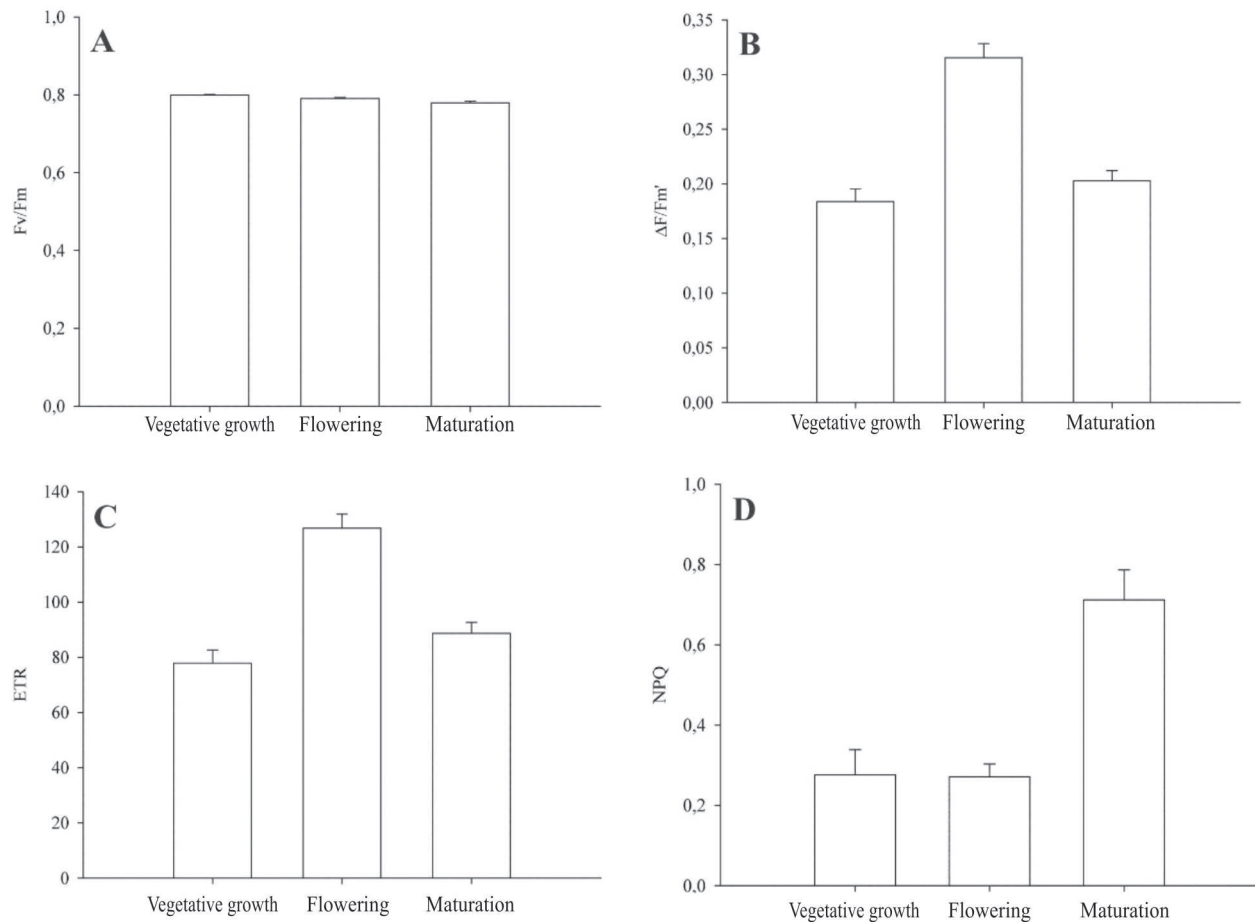 A
1,0
0,8
0,6
0,4
0,2
0,0
Fv/Fm
Vegetative growth Flowering Maturation
B
0,35
0,30
0,25
0,20
0,15
0,10
0,05
0,00
ΔF/Fm'
Vegetative growth Flowering Maturation
C
140
120
100
80
60
40
20
0
ETR
Vegetative growth Flowering Maturation
D
1,0
0,8
0,6
0,4
0,2
0,0
NPQ
Vegetative growth Flowering Maturation